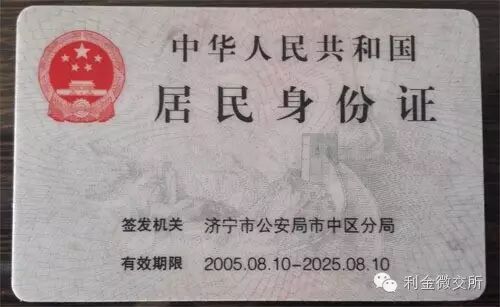 中华人民共和国
居民身份证
签发机关 济宁市公安局市中区分局
有效期限 2005.08.10-2025.08.10
利金微交所